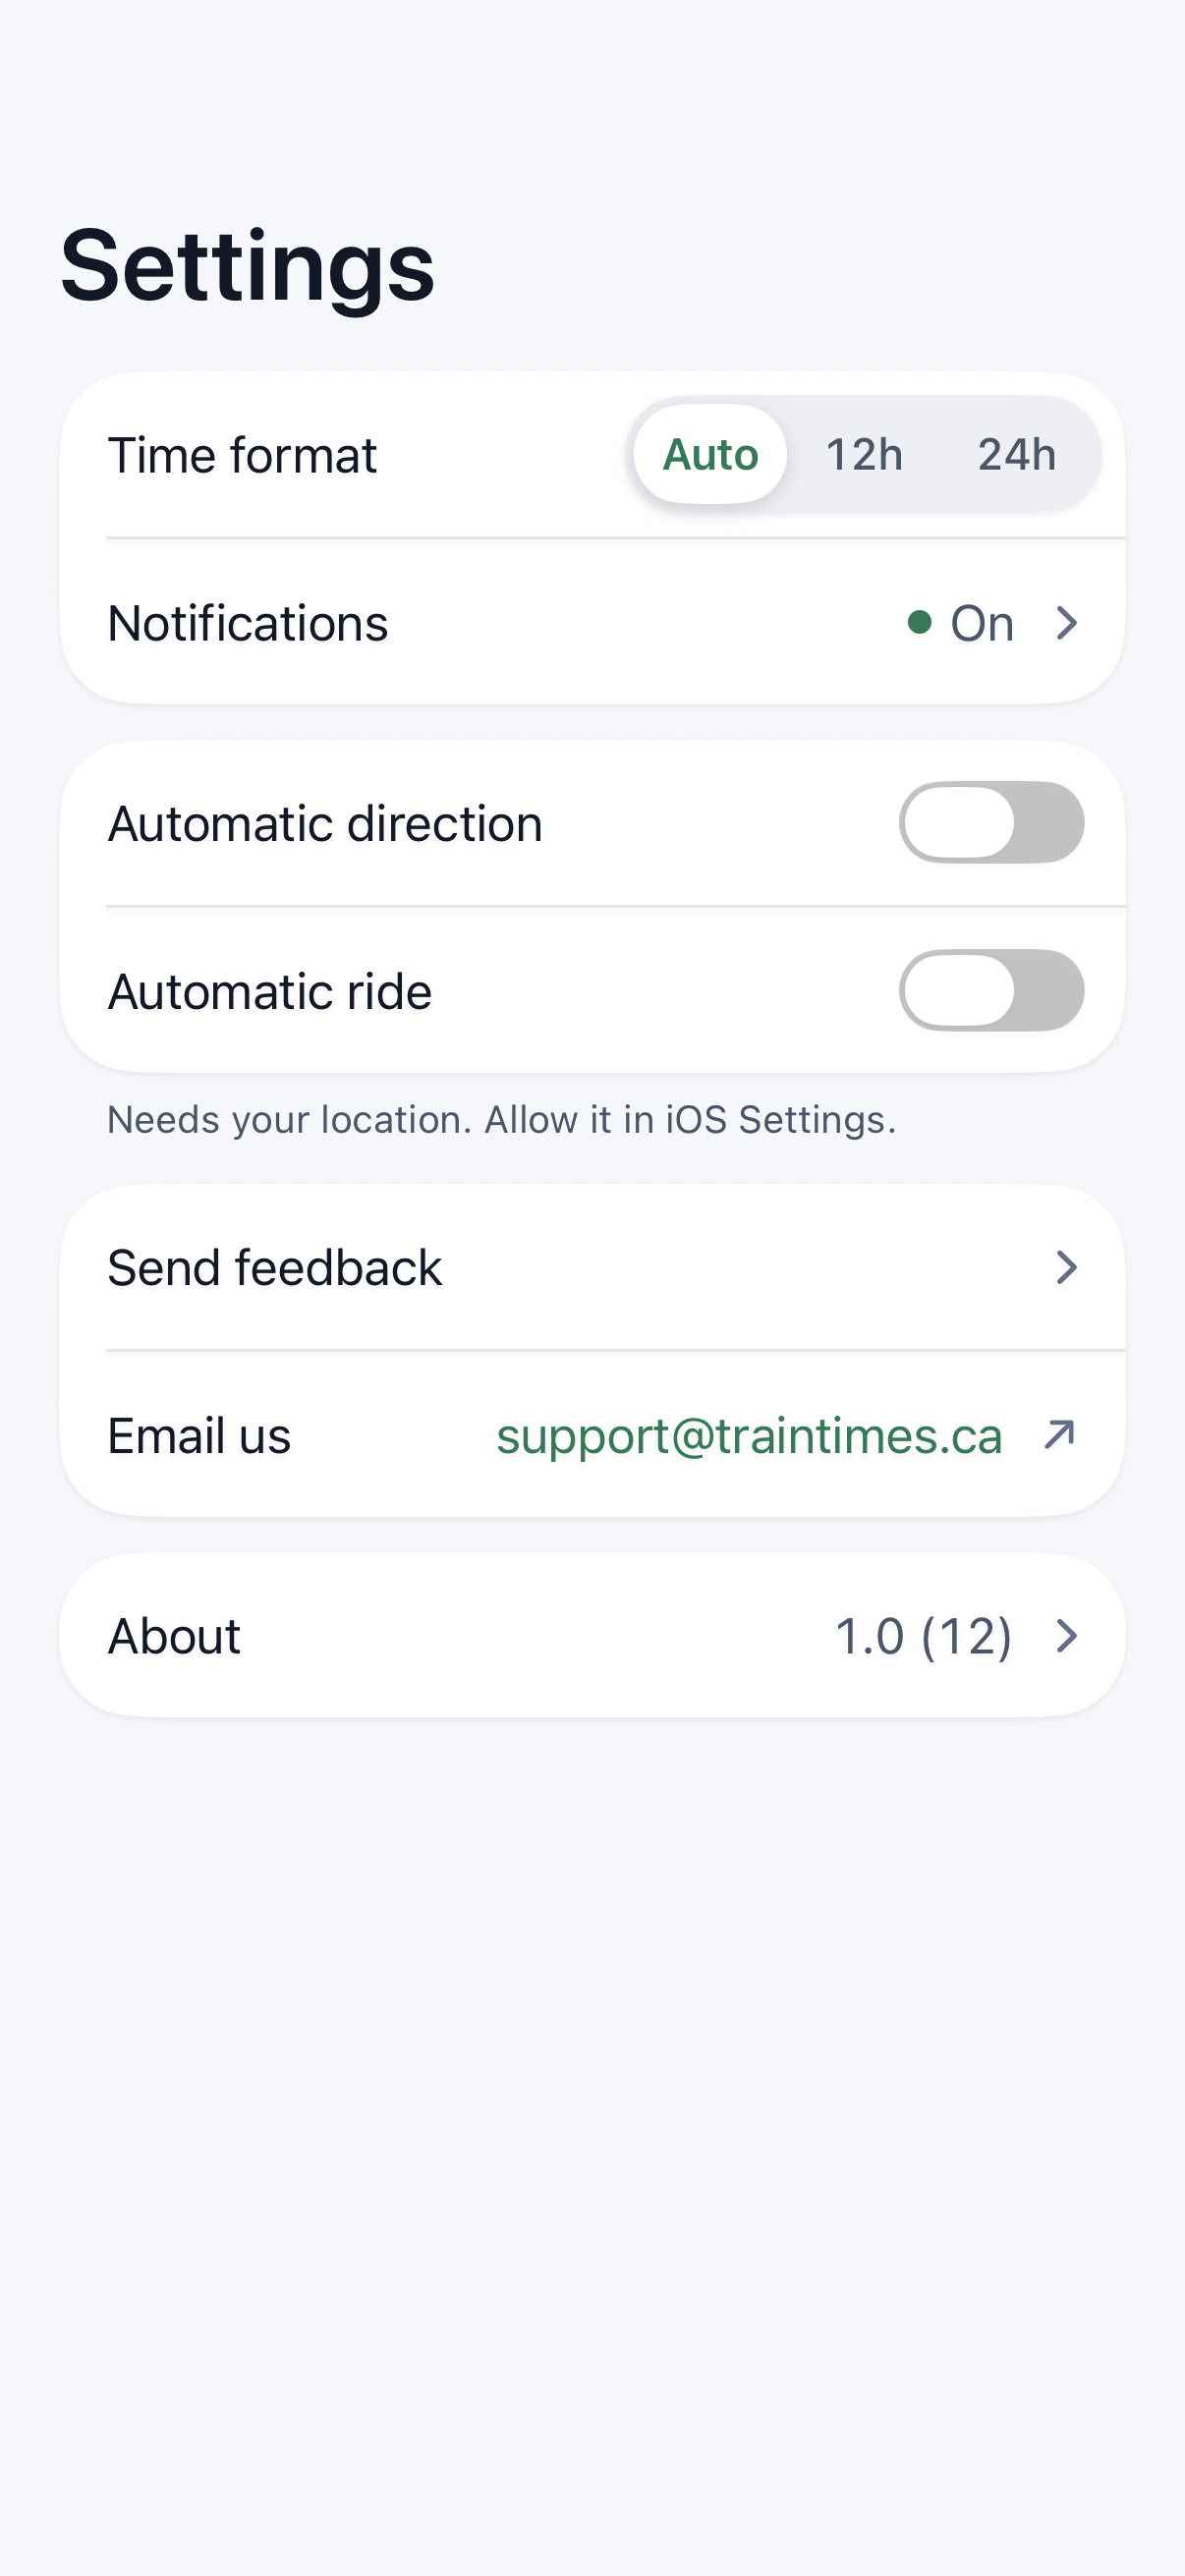 Settings
Time format Auto 12h 24h
Notifications On
Automatic direction
Automatic ride
Needs your location. Allow it in iOS Settings.
Send feedback
Email us support@traintimes.ca
About 1.0 (12)